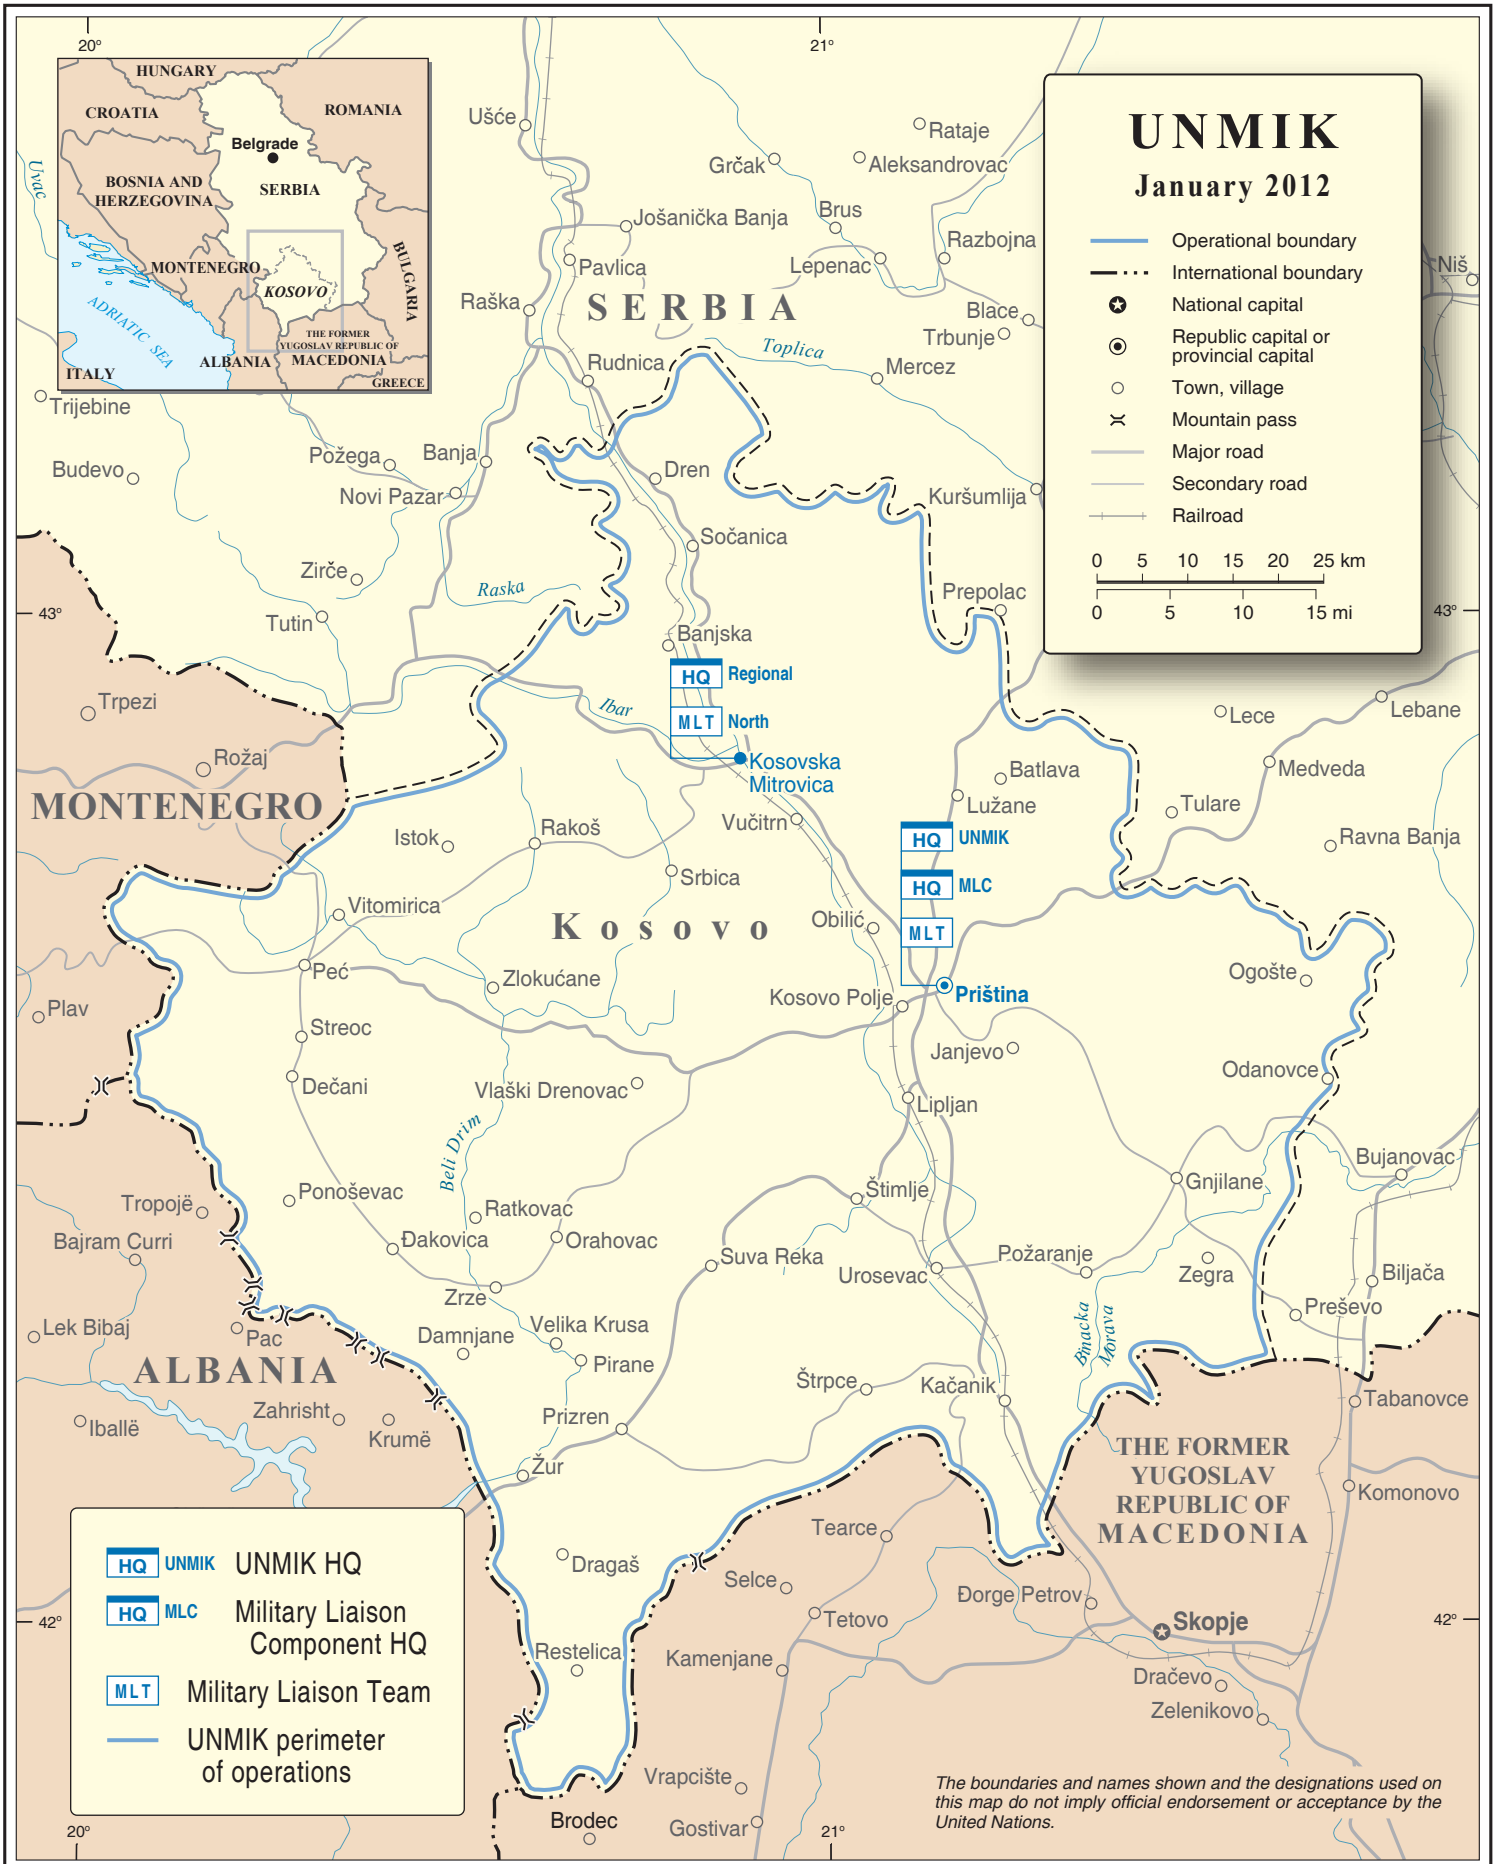 20°
21°
HUNGARY
CROATIA
ROMANIA
Belgrade
BOSNIA AND
HERZEGOVINA
SERBIA
MONTENEGRO
KOSOVO
BULGARIA
ADRIATIC SEA
THE FORMER
YUGOSLAV REPUBLIC OF
MACEDONIA
ALBANIA
ITALY
GREECE
UNMIK
January 2012
Operational boundary
International boundary
National capital
Republic capital or
provincial capital
Town, village
Mountain pass
Major road
Secondary road
Railroad
0 5 10 15 20 25 km
0 5 10 15 mi
Uvac
Ušće
Rataje
Grčak
Aleksandrovac
Jošanička Banja
Brus
Razbojna
Pavlica
Lepenac
Niš
Raška
SERBIA
Blace
Trbunje
Toplica
Rudnica
Mercez
Trijebine
Budevo
Požega
Banja
Novi Pazar
Dren
Kuršumlija
Sočanica
Zirče
Raska
Prepolac
43°
43°
Tutin
Banjska
HQ Regional
MLT North
Ibar
Kosovska
Mitrovica
Trpezi
Rožaj
MONTENEGRO
Lece
Lebane
Batlava
Medveda
Lužane
Tulare
Vučitrn
Ravna Banja
Istok
Rakoš
HQ UNMIK
HQ MLC
MLT
Srbica
Vitomirica
Kosovo
Obilić
Peć
Zlokućane
Ogošte
Kosovo Polje
Priština
Plav
Streoc
Janjevo
Dečani
Vlaški Drenovac
Odanovce
Lipljan
Beli Drim
Bujanovac
Ponoševac
Štimlje
Gnjilane
Tropojë
Ratkovac
Bajram Curri
Đakovica
Orahovac
Suva Reka
Požaranje
Urosevac
Zegra
Biljača
Zrze
Preševo
Velika Krusa
Binacka
Morava
Lek Bibaj
Pac
Damnjane
Pirane
ALBANIA
Štrpce
Kačanik
Tabanovce
Zahrisht
Iballë
Krumë
Prizren
THE FORMER
YUGOSLAV
REPUBLIC OF
MACEDONIA
Žur
Komonovo
Tearce
HQ UNMIK UNMIK HQ
HQ MLC Military Liaison
Component HQ
MLT Military Liaison Team
UNMIK perimeter
of operations
Dragaš
Selce
Đorge Petrov
42°
42°
Tetovo
Skopje
Restelica
Kamenjane
Dračevo
Zelenikovo
Vrapcište
Brodec
Gostivar
The boundaries and names shown and the designations used on
this map do not imply official endorsement or acceptance by the
United Nations.
20°
21°